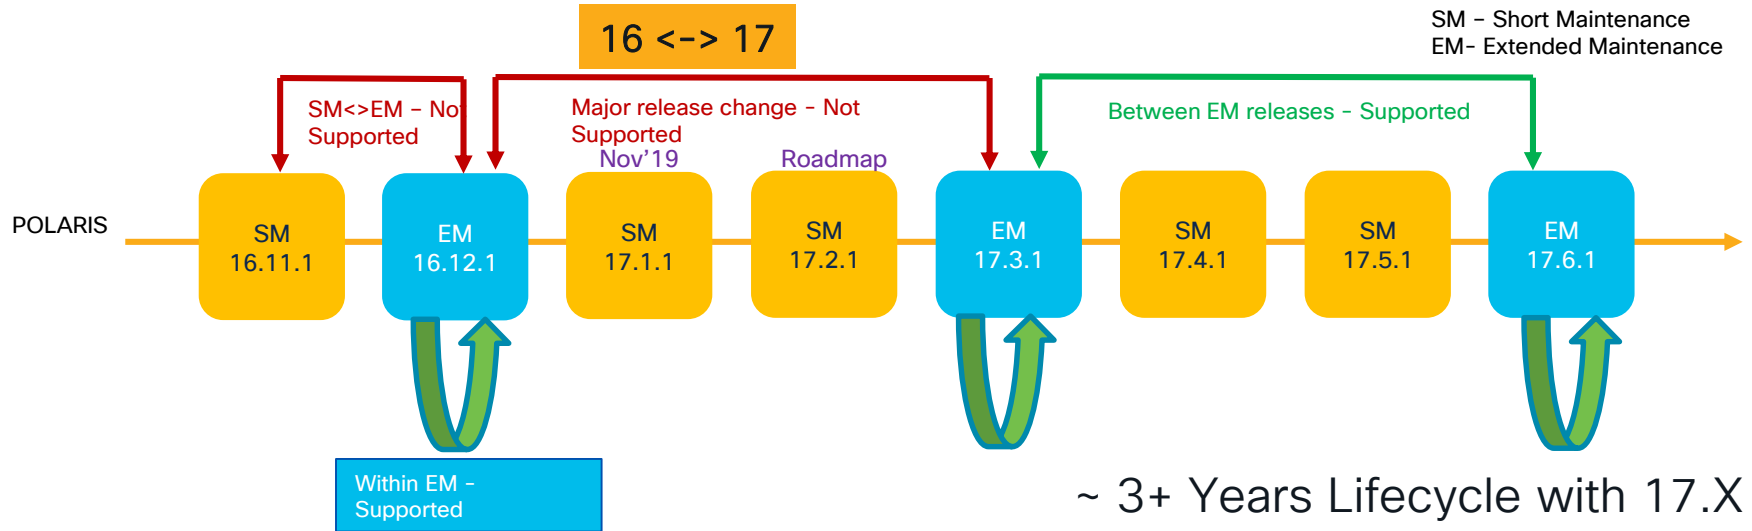 16 <-> 17
SM – Short Maintenance
EM- Extended Maintenance
SM<>EM – Not
Supported
Major release change – Not
Supported
Between EM releases – Supported
Nov'19
Roadmap
POLARIS
SM
16.11.1
EM
16.12.1
SM
17.1.1
SM
17.2.1
EM
17.3.1
SM
17.4.1
SM
17.5.1
EM
17.6.1
Within EM –
Supported
~ 3+ Years Lifecycle with 17.X